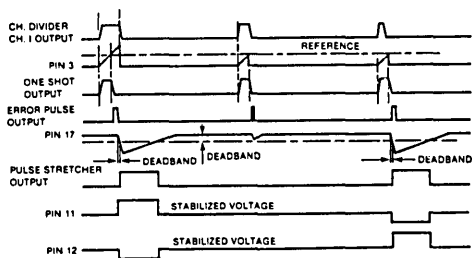 CH. DIVIDER
CH. I OUTPUT
REFERENCE
PIN 3
ONE SHOT
OUTPUT
ERROR PULSE
OUTPUT
PIN 17
DEADBAND
DEADBAND
DEADBAND
PULSE STRETCHER
OUTPUT
PIN 11
STABILIZED VOLTAGE
PIN 12
STABILIZED VOLTAGE